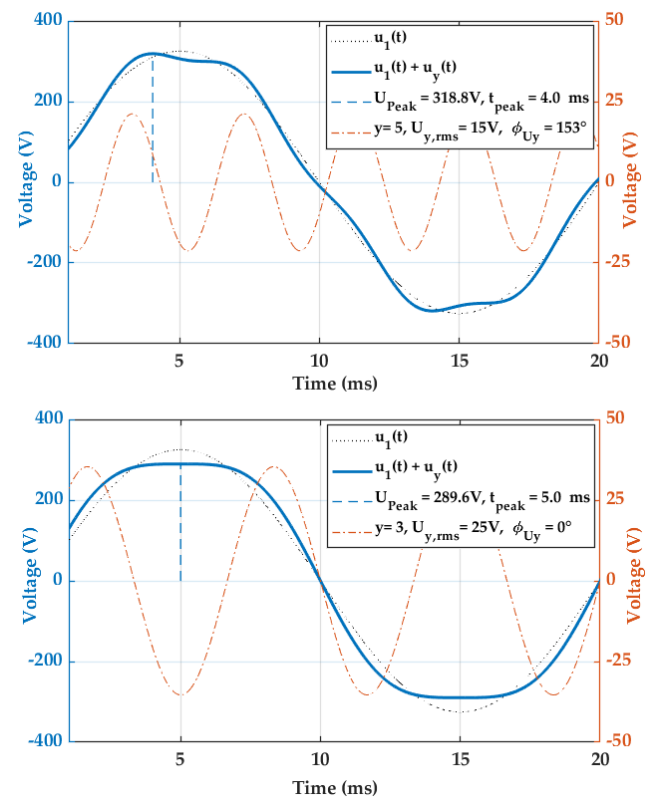 400
200
0
-200
-400
Voltage (V)
50
25
0
-25
-50
Voltage (V)
u1(t)
u1(t) + uy(t)
UPeak = 318.8V, tpeak = 4.0 ms
y= 5, Uy,rms = 15V, ϕUy = 153°
5
10
15
20
Time (ms)
400
200
0
-200
-400
Voltage (V)
50
25
0
-25
-50
Voltage (V)
u1(t)
u1(t) + uy(t)
UPeak = 289.6V, tpeak = 5.0 ms
y= 3, Uy,rms = 25V, ϕUy = 0°
5
10
15
20
Time (ms)